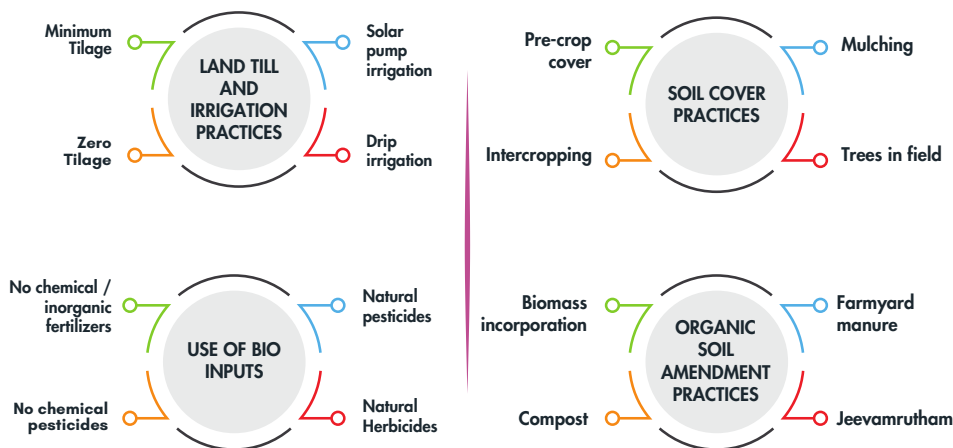 Minimum
Tilage
Solar
pump
irrigation
LAND TILL
AND
IRRIGATION
PRACTICES
Zero
Tilage
Drip
irrigation
Pre-crop
cover
Mulching
SOIL COVER
PRACTICES
Intercropping
Trees in field
No chemical /
inorganic
fertilizers
Natural
pesticides
USE OF BIO
INPUTS
No chemical
pesticides
Natural
Herbicides
Biomass
incorporation
Farmyard
manure
ORGANIC
SOIL
AMENDMENT
PRACTICES
Compost
Jeevamrutham